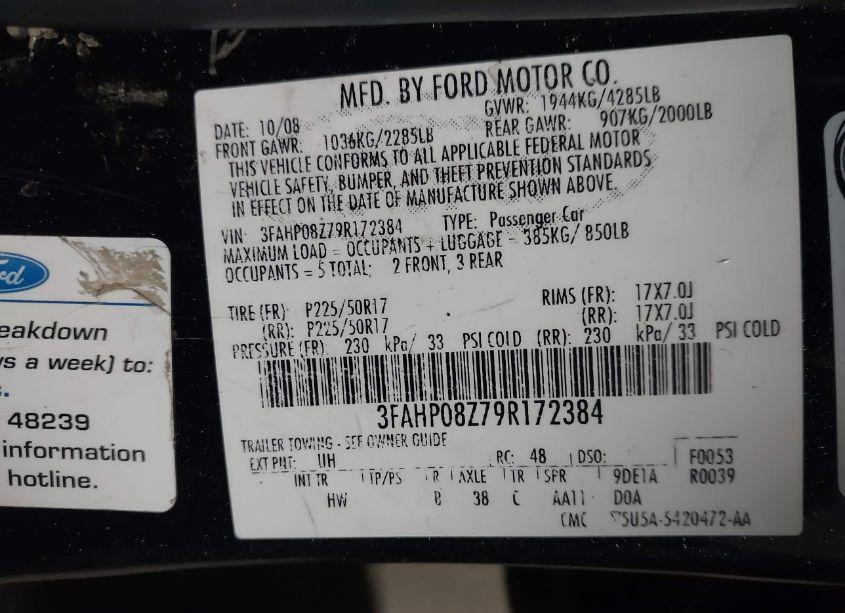 MFD. BY FORD MOTOR CO.
DATE: 10/08 GVWR: 1944KG/4285LB
FRONT GAWR: 1036KG/2285LB REAR GAWR: 907KG/2000LB
THIS VEHICLE CONFORMS TO ALL APPLICABLE FEDERAL MOTOR
VEHICLE SAFETY, BUMPER, AND THEFT PREVENTION STANDARDS
IN EFFECT ON THE DATE OF MANUFACTURE SHOWN ABOVE.
VIN: 3FAHP08Z79R172384 TYPE: Passenger Car
MAXIMUM LOAD = OCCUPANTS + LUGGAGE = 385KG/ 850LB
OCCUPANTS = 5 TOTAL; 2 FRONT, 3 REAR
TIRE (FR): P225/50R17 RIMS (FR): 17X7.0J
(RR): P225/50R17 (RR): 17X7.0J
PRESSURE (FR): 230 kPa/ 33 PSI COLD (RR): 230 kPa/ 33 PSI COLD
3FAHP08Z79R172384
TRAILER TOWING - SEE OWNER GUIDE
EXT PNT: UH RC: 48 DSO: F0053
INT TR TP/PS R AXLE TR SPR 9DE1A R0039
HW B 38 C AA11 D0A
CMC 5U5A-5420472-AA
rd
eakdown
ys a week) to:
48239
information
hotline.